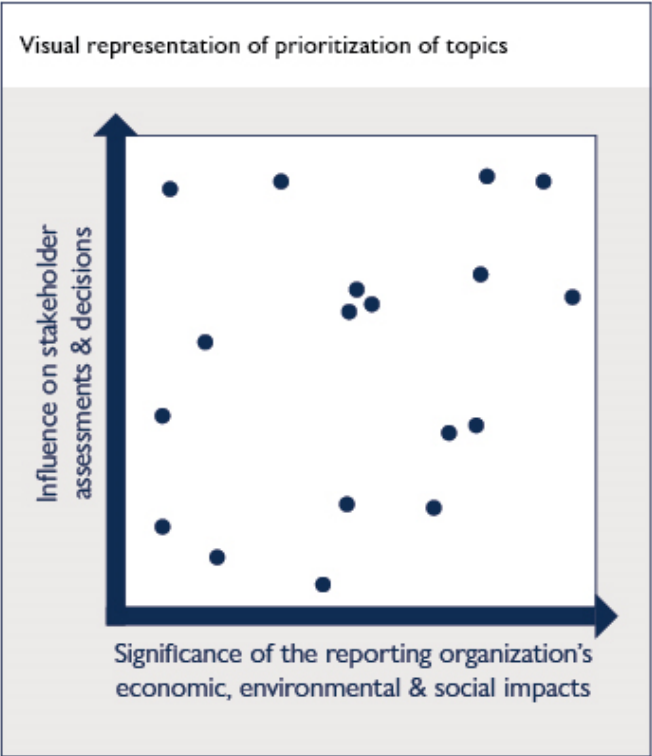 Visual representation of prioritization of topics
Influence on stakeholder
assessments & decisions
Significance of the reporting organization's
economic, environmental & social impacts